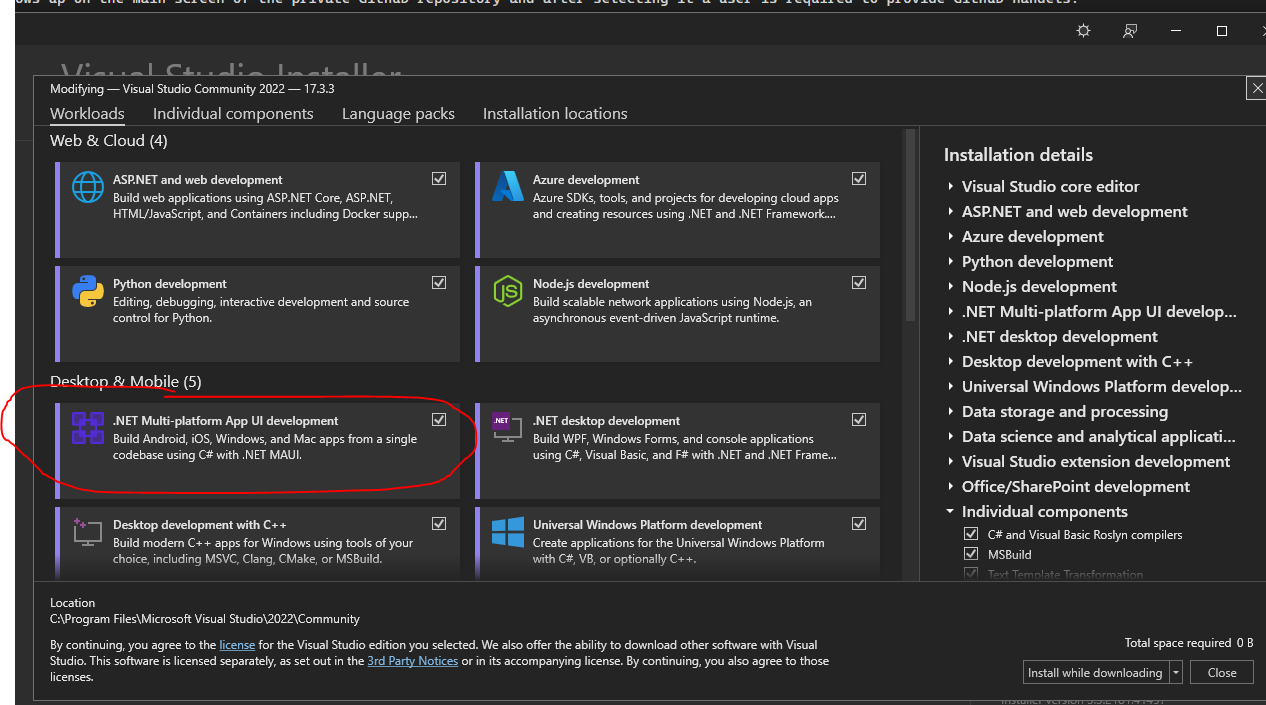 ows up on the main screen of the private GitHub repository and after selecting it a user is required to provide GitHub handels.
Visual Studio Installer
Modifying — Visual Studio Community 2022 — 17.3.3
Workloads Individual components Language packs Installation locations
Web & Cloud (4)
ASP.NET and web development
Build web applications using ASP.NET Core, ASP.NET,
HTML/JavaScript, and Containers including Docker supp...
Azure development
Azure SDKs, tools, and projects for developing cloud apps
and creating resources using .NET and .NET Framework....
Python development
Editing, debugging, interactive development and source
control for Python.
Node.js development
Build scalable network applications using Node.js, an
asynchronous event-driven JavaScript runtime.
Desktop & Mobile (5)
.NET Multi-platform App UI development
Build Android, iOS, Windows, and Mac apps from a single
codebase using C# with .NET MAUI.
.NET
.NET desktop development
Build WPF, Windows Forms, and console applications
using C#, Visual Basic, and F# with .NET and .NET Frame...
Desktop development with C++
Build modern C++ apps for Windows using tools of your
choice, including MSVC, Clang, CMake, or MSBuild.
Universal Windows Platform development
Create applications for the Universal Windows Platform
with C#, VB, or optionally C++.
Installation details
Visual Studio core editor
ASP.NET and web development
Azure development
Python development
Node.js development
.NET Multi-platform App UI develop...
.NET desktop development
Desktop development with C++
Universal Windows Platform develop...
Data storage and processing
Data science and analytical applicati...
Visual Studio extension development
Office/SharePoint development
Individual components
C# and Visual Basic Roslyn compilers
MSBuild
Text Template Transformation
Location
C:\Program Files\Microsoft Visual Studio\2022\Community
By continuing, you agree to the license for the Visual Studio edition you selected. We also offer the ability to download other software with Visual
Studio. This software is licensed separately, as set out in the 3rd Party Notices or in its accompanying license. By continuing, you also agree to those
licenses.
Total space required 0 B
Install while downloading
Close
Installer version